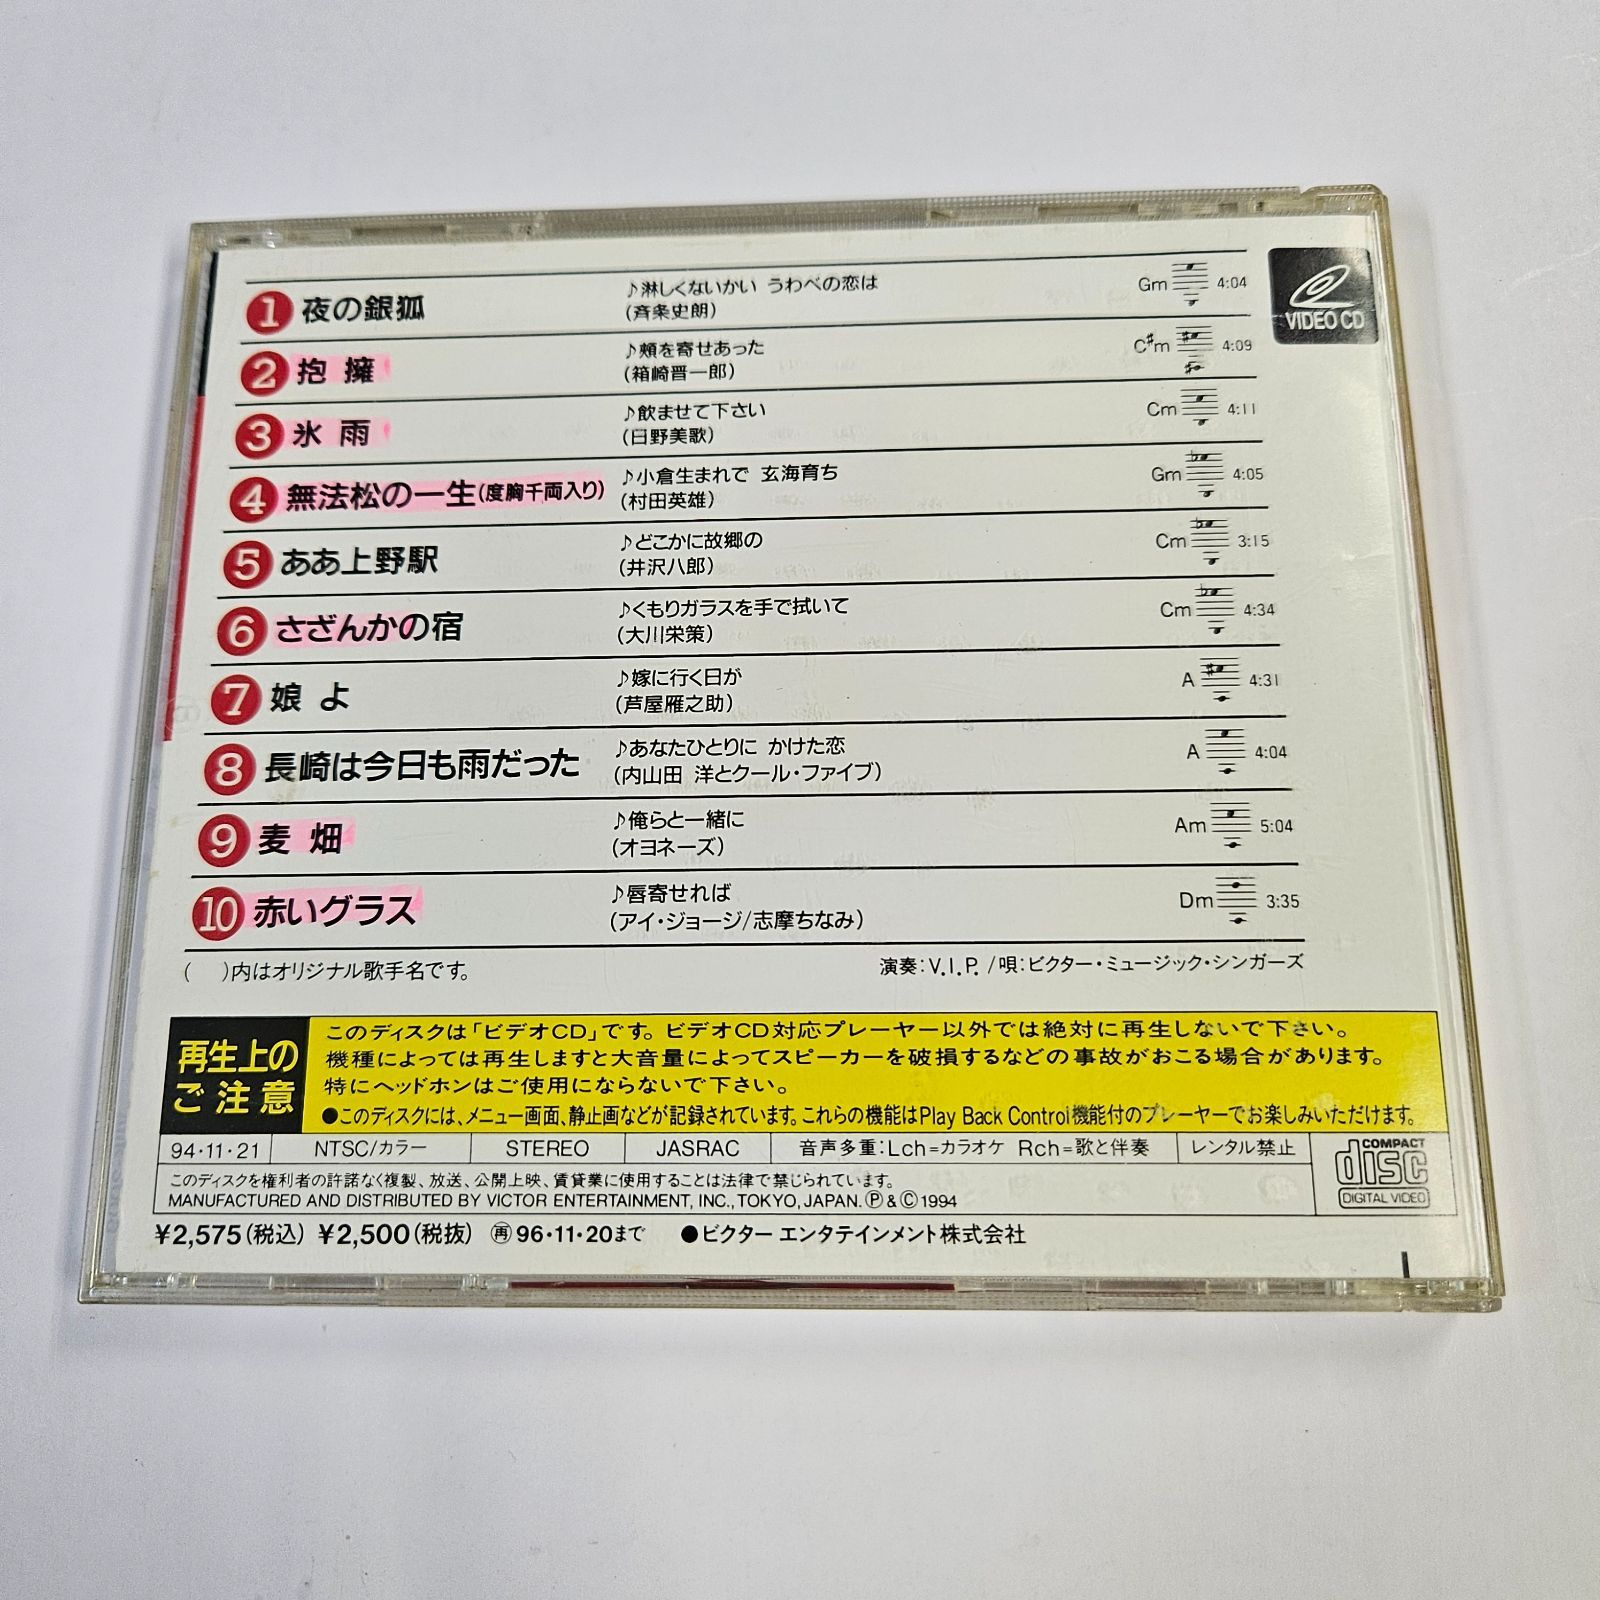 1 夜の銀狐 ♪淋しくないかい うわべの恋は Gm 4:04
(斉条史朗)
VIDEO CD
2 抱擁 ♪頬を寄せあった C#m 4:09
(箱崎晋一郎)
3 氷雨 ♪飲ませて下さい Cm 4:11
(日野美歌)
4 無法松の一生(度胸千両入り) ♪小倉生まれで 玄海育ち Gm 4:05
(村田英雄)
5 ああ上野駅 ♪どこかに故郷の Cm 3:15
(井沢八郎)
6 さざんかの宿 ♪くもりガラスを手で拭いて Cm 4:34
(大川栄策)
7 娘よ ♪嫁に行く日が A 4:31
(芦屋雁之助)
8 長崎は今日も雨だった ♪あなたひとりに かけた恋 A 4:04
(内山田 洋とクール・ファイブ)
9 麦畑 ♪俺らと一緒に Am 5:04
(オヨネーズ)
10 赤いグラス ♪唇寄せれば Dm 3:35
(アイ・ジョージ/志摩ちなみ)
( )内はオリジナル歌手名です。 演奏:V.I.P. /唄:ビクター・ミュージック・シンガーズ
再生上の
ご注意
このディスクは「ビデオCD」です。ビデオCD対応プレーヤー以外では絶対に再生しないで下さい。
機種によっては再生しますと大音量によってスピーカーを破損するなどの事故がおこる場合があります。
特にヘッドホンはご使用にならないで下さい。
●このディスクには、メニュー画面、静止画などが記録されています。これらの機能はPlay Back Control機能付のプレーヤーでお楽しみいただけます。
94・11・21 NTSC/カラー STEREO JASRAC 音声多重:Lch=カラオケ Rch=歌と伴奏 レンタル禁止
COMPACT
disc
DIGITAL VIDEO
このディスクを権利者の許諾なく複製、放送、公開上映、賃貸業に使用することは法律で禁じられています。
MANUFACTURED AND DISTRIBUTED BY VICTOR ENTERTAINMENT, INC., TOKYO, JAPAN. Ⓟ & Ⓒ 1994
¥2,575(税込) ¥2,500(税抜) ㊢96・11・20まで ●ビクター エンタテインメント株式会社